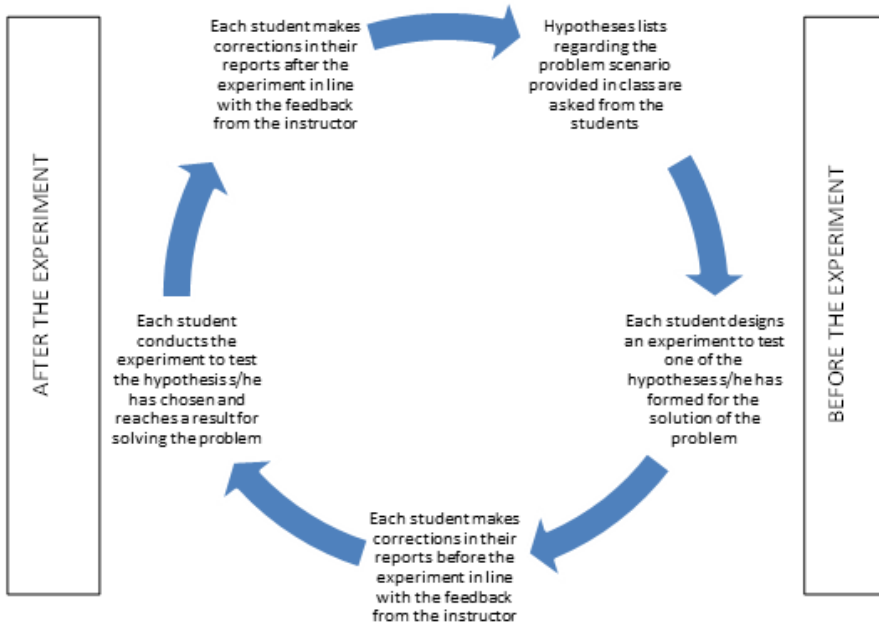 Each student makes
corrections in their
reports after the
experiment in line
with the feedback
from the instructor
Hypotheses lists
regarding the
problem scenario
provided in class are
asked from the
students
AFTER THE EXPERIMENT
BEFORE THE EXPERIMENT
Each student
conducts the
experiment to test
the hypothesis s/he
has chosen and
reaches a result for
solving the problem
Each student designs
an experiment to test
one of the
hypotheses s/he has
formed for the
solution of the
problem
Each student makes
corrections in their
reports before the
experiment in line
with the feedback
from the instructor